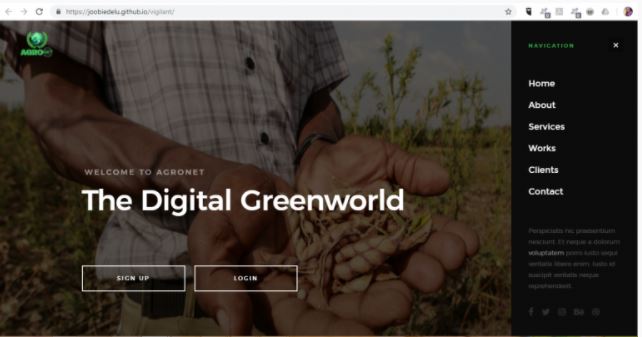 https://joobiedelu.github.io/vigilant/
AGRO
NAVIGATION
Home
About
Services
Works
Clients
Contact
WELCOME TO AGRONET
The Digital Greenworld
SIGN UP
LOGIN
Perspiciatis hic praesentium
nesciunt. Et neque a dolorum
voluptatem porro iusto sequi
veritatis libero enim. Iusto id
suscipit veritatis neque
reprehenderit.